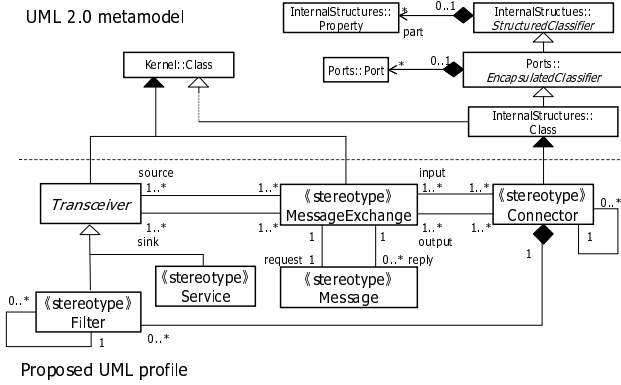 UML 2.0 metamodel
InternalStructures::
Property
*
part
0..1
InternalStructues::
StructuredClassifier
Kernel::Class
Ports::Port
*
0..1
Ports::
EncapsulatedClassifier
InternalStructures::
Class
source
1..*
1..*
input
1..*
1..*
Transceiver
《stereotype》
MessageExchange
《stereotype》
Connector
0..*
1
1..*
sink
1..*
1..*
output
1..*
1
1
1
request
1
0..*
reply
《stereotype》
Service
《stereotype》
Message
0..*
《stereotype》
Filter
1
0..*
Proposed UML profile